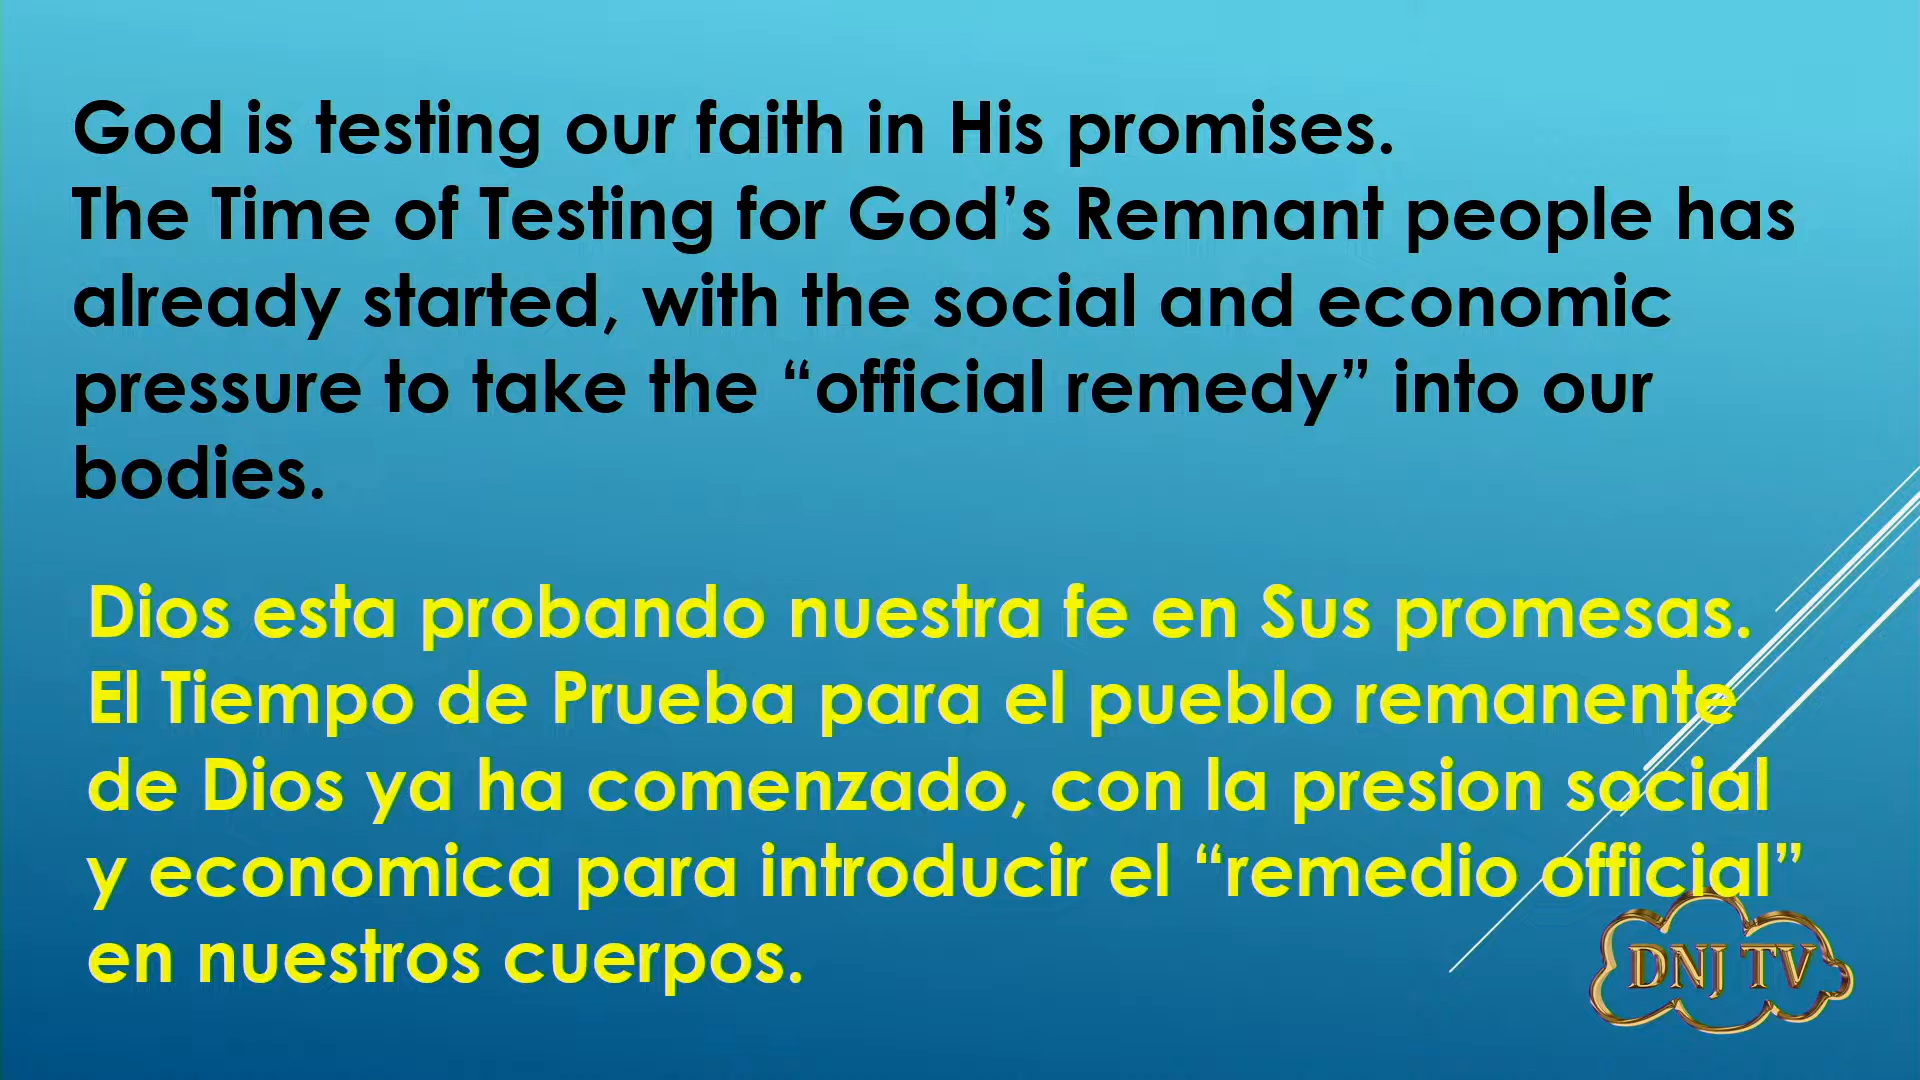 God is testing our faith in His promises.
The Time of Testing for God’s Remnant people has
already started, with the social and economic
pressure to take the “official remedy” into our
bodies.
Dios esta probando nuestra fe en Sus promesas.
El Tiempo de Prueba para el pueblo remanente
de Dios ya ha comenzado, con la presion social
y economica para introducir el “remedio official”
en nuestros cuerpos.
DNJ TV